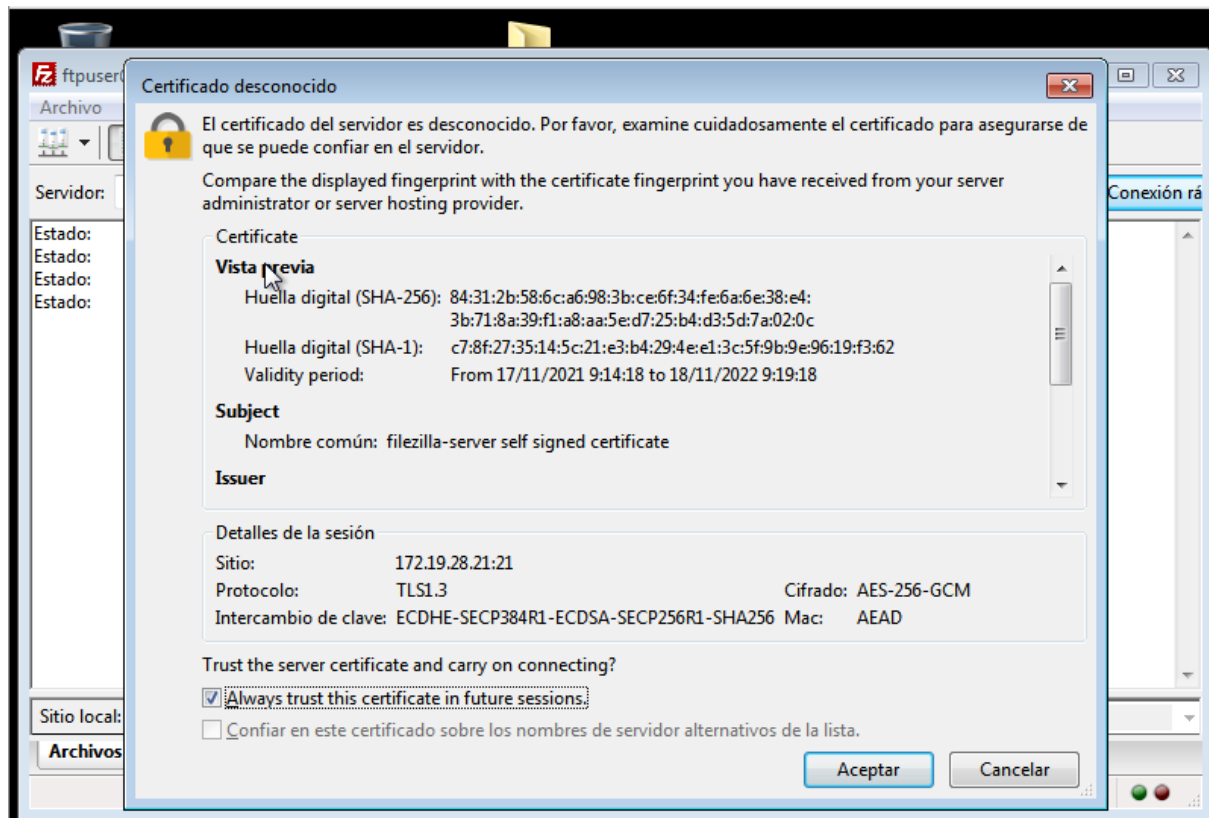 ftpuser
Certificado desconocido
Archivo
El certificado del servidor es desconocido. Por favor, examine cuidadosamente el certificado para asegurarse de
que se puede confiar en el servidor.
Compare the displayed fingerprint with the certificate fingerprint you have received from your server
administrator or server hosting provider.
Servidor:
Conexión rá
Estado:
Estado:
Estado:
Estado:
Certificate
Vista previa
Huella digital (SHA-256): 84:31:2b:58:6c:a6:98:3b:ce:6f:34:fe:6a:6e:38:e4:
3b:71:8a:39:f1:a8:aa:5e:d7:25:b4:d3:5d:7a:02:0c
Huella digital (SHA-1): c7:8f:27:35:14:5c:21:e3:b4:29:4e:e1:3c:5f:9b:9e:96:19:f3:62
Validity period: From 17/11/2021 9:14:18 to 18/11/2022 9:19:18
Subject
Nombre común: filezilla-server self signed certificate
Issuer
Detalles de la sesión
Sitio: 172.19.28.21:21
Protocolo: TLS1.3 Cifrado: AES-256-GCM
Intercambio de clave: ECDHE-SECP384R1-ECDSA-SECP256R1-SHA256 Mac: AEAD
Trust the server certificate and carry on connecting?
Always trust this certificate in future sessions.
Confiar en este certificado sobre los nombres de servidor alternativos de la lista.
Sitio local:
Archivos
Aceptar Cancelar